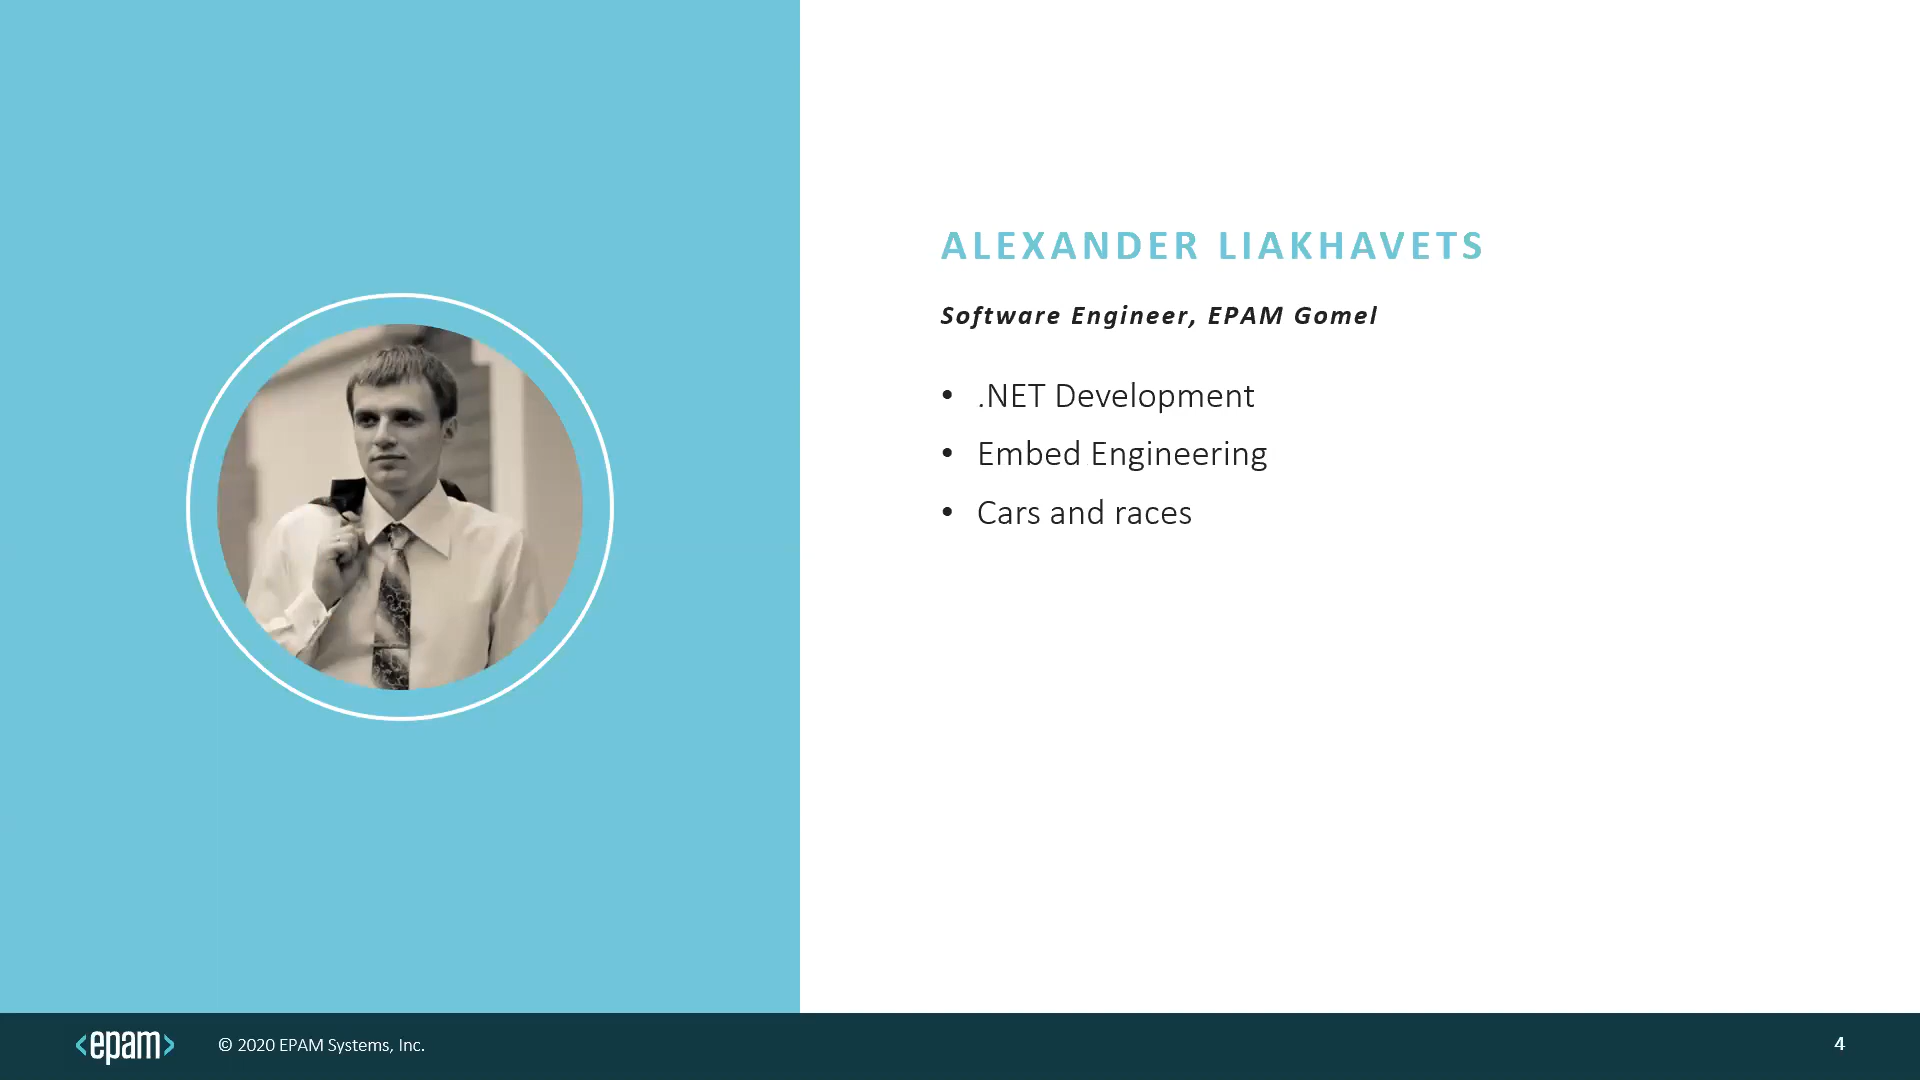 ALEXANDER LIAKHAVETS
Software Engineer, EPAM Gomel
• .NET Development
• Embed Engineering
• Cars and races
<epam> © 2020 EPAM Systems, Inc. 4